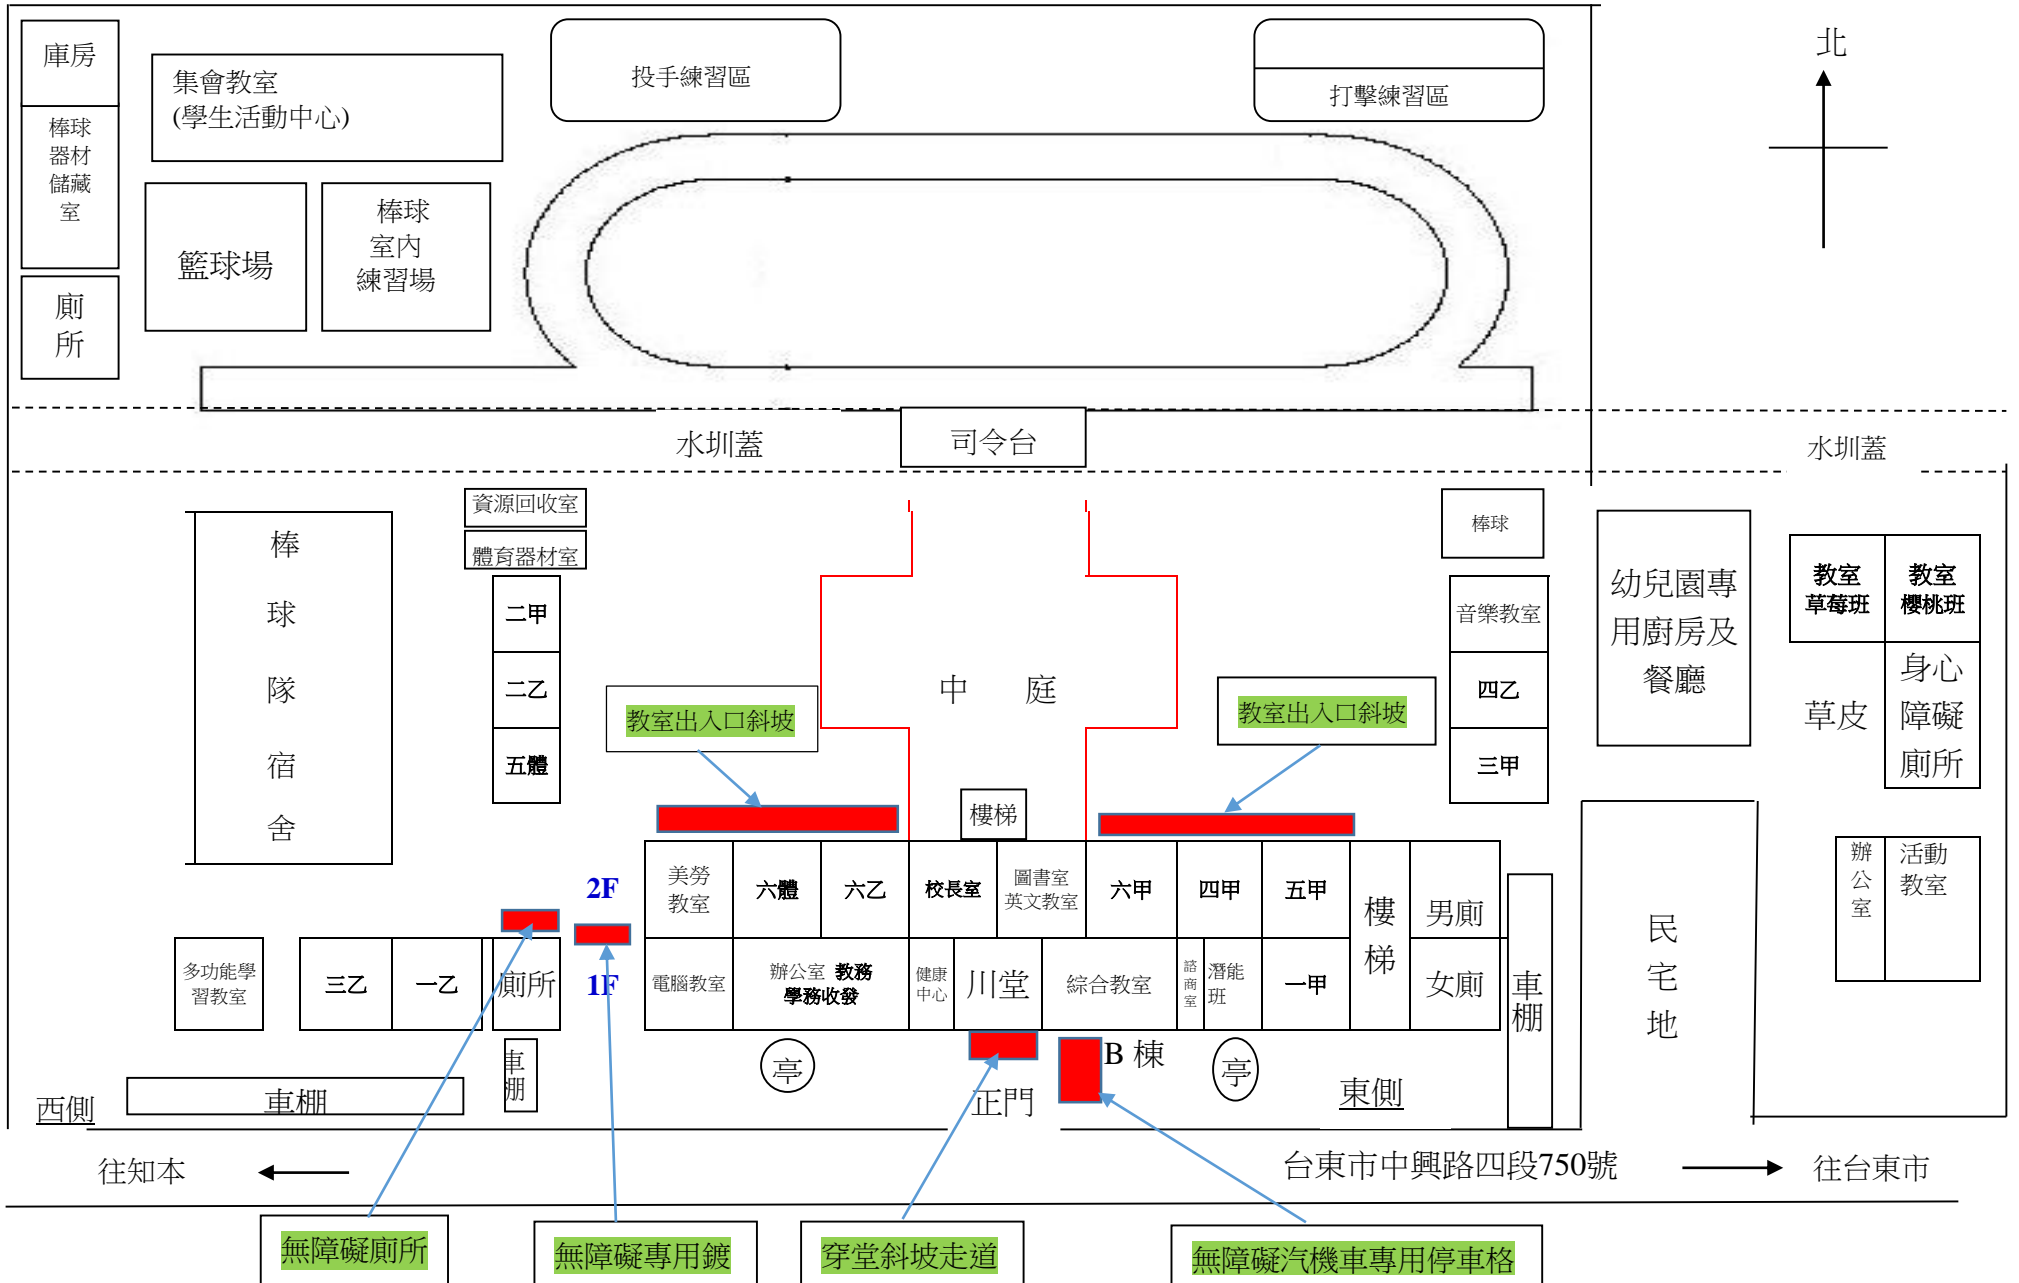 庫房
集會教室
(學生活動中心)
投手練習區
打擊練習區
北
棒球
器材
儲藏
室
籃球場
棒球
室內
練習場
廁
所
水圳蓋
司令台
水圳蓋
資源回收室
體育器材室
棒球
棒
球
隊
宿
舍
二甲
二乙
五體
教室出入口斜坡
中 庭
教室出入口斜坡
音樂教室
四乙
三甲
幼兒園專
用廚房及
餐廳
教室
草莓班
教室
櫻桃班
草皮
身心
障礙
廁所
樓梯
2F
美勞
教室
六體
六乙
校長室
圖書室
英文教室
六甲
四甲
五甲
樓
梯
男廁
民
宅
地
辦
公
室
活動
教室
多功能學
習教室
三乙
一乙
廁所
1F
電腦教室
辦公室 教務
學務收發
健康
中心
川堂
綜合教室
諮
商
室
潛能
班
一甲
女廁
車
棚
車
棚
亭
B 棟
亭
西側
車棚
正門
東側
往知本
台東市中興路四段750號
往台東市
無障礙廁所
無障礙專用鍍
穿堂斜坡走道
無障礙汽機車專用停車格